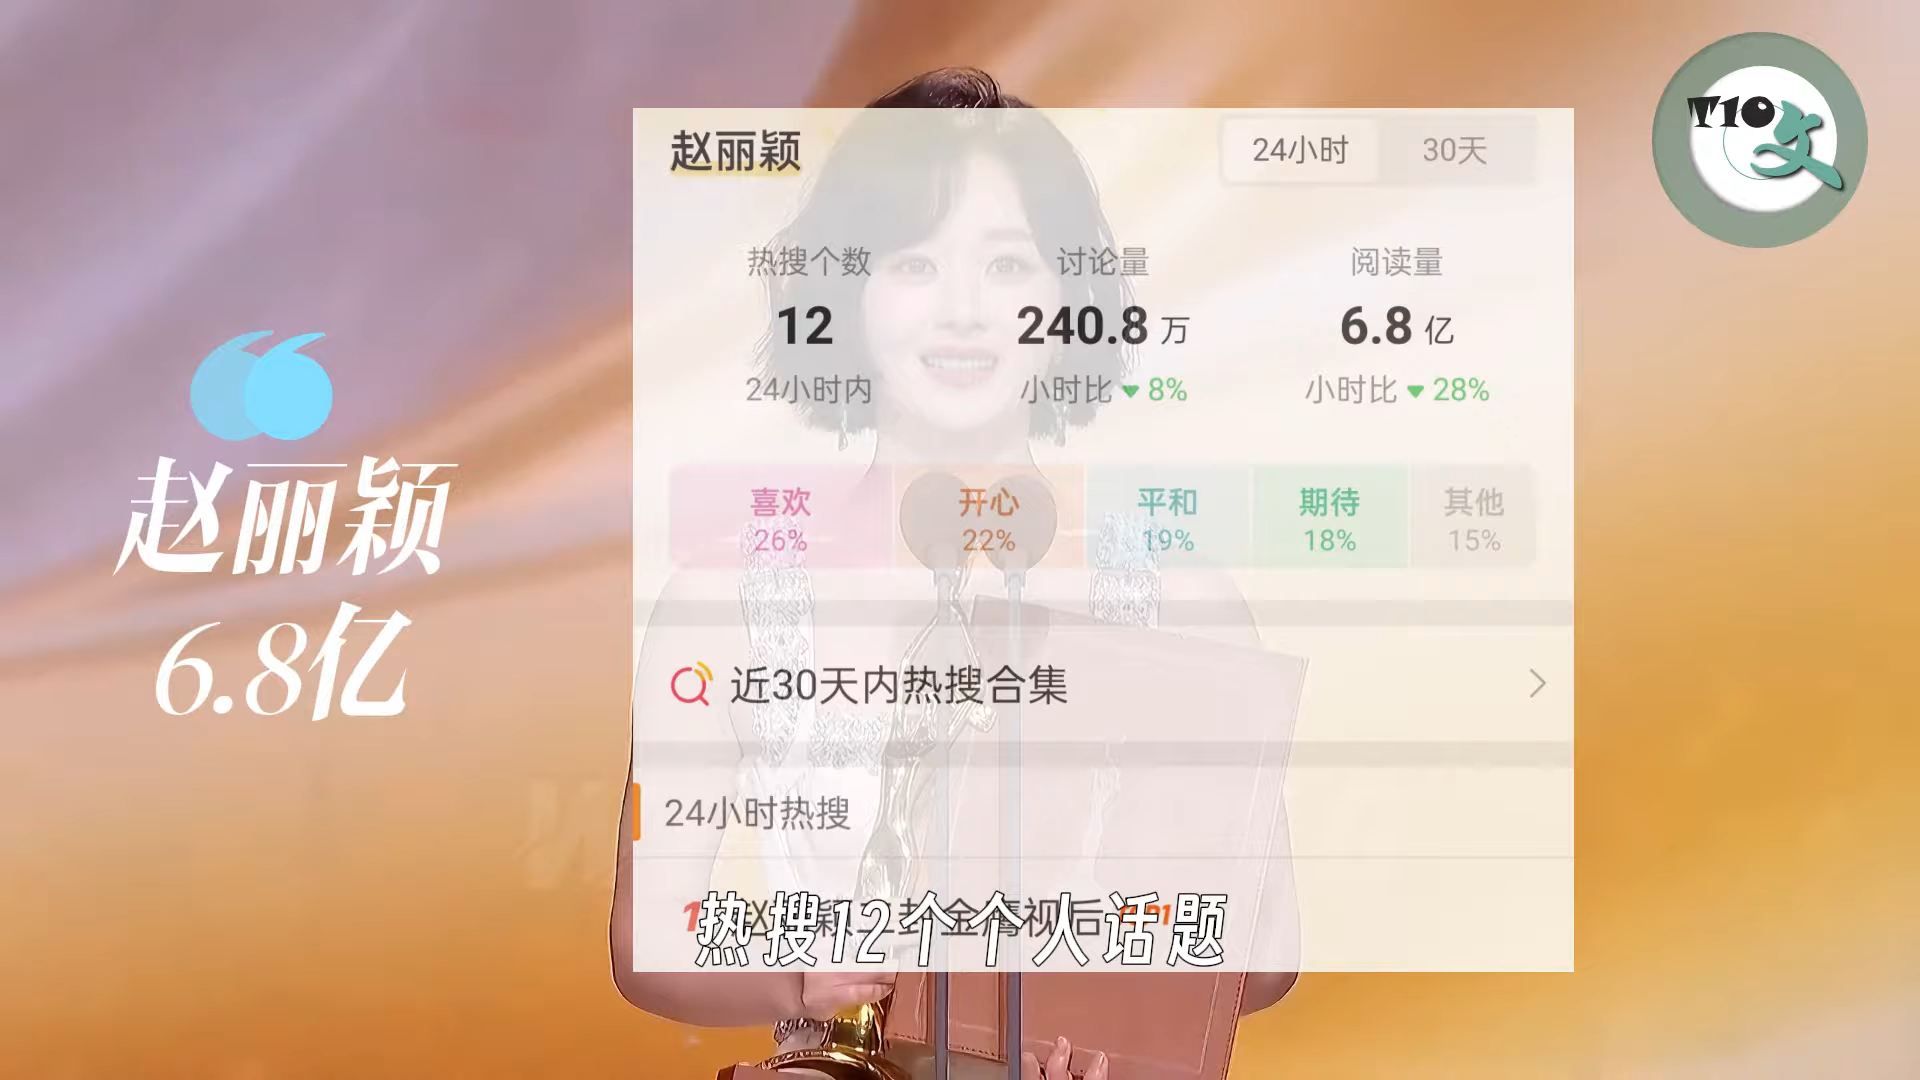 T10文
赵丽颖
24小时 30天
热搜个数 讨论量 阅读量
12 240.8万 6.8亿
24小时内 小时比 8% 小时比 28%
喜欢 开心 平和 期待 其他
26% 22% 19% 18% 15%
赵丽颖
6.8亿
近30天内热搜合集
24小时热搜
热搜12个个人话题